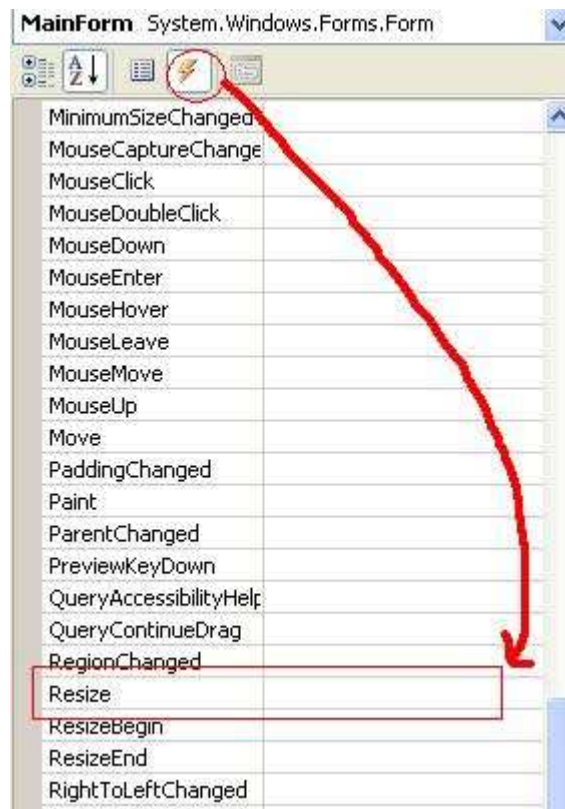 MainForm System.Windows.Forms.Form
A
Z
MinimumSizeChanged
MouseCaptureChange
MouseClick
MouseDoubleClick
MouseDown
MouseEnter
MouseHover
MouseLeave
MouseMove
MouseUp
Move
PaddingChanged
Paint
ParentChanged
PreviewKeyDown
QueryAccessibilityHelp
QueryContinueDrag
RegionChanged
Resize
ResizeBegin
ResizeEnd
RightToLeftChanged